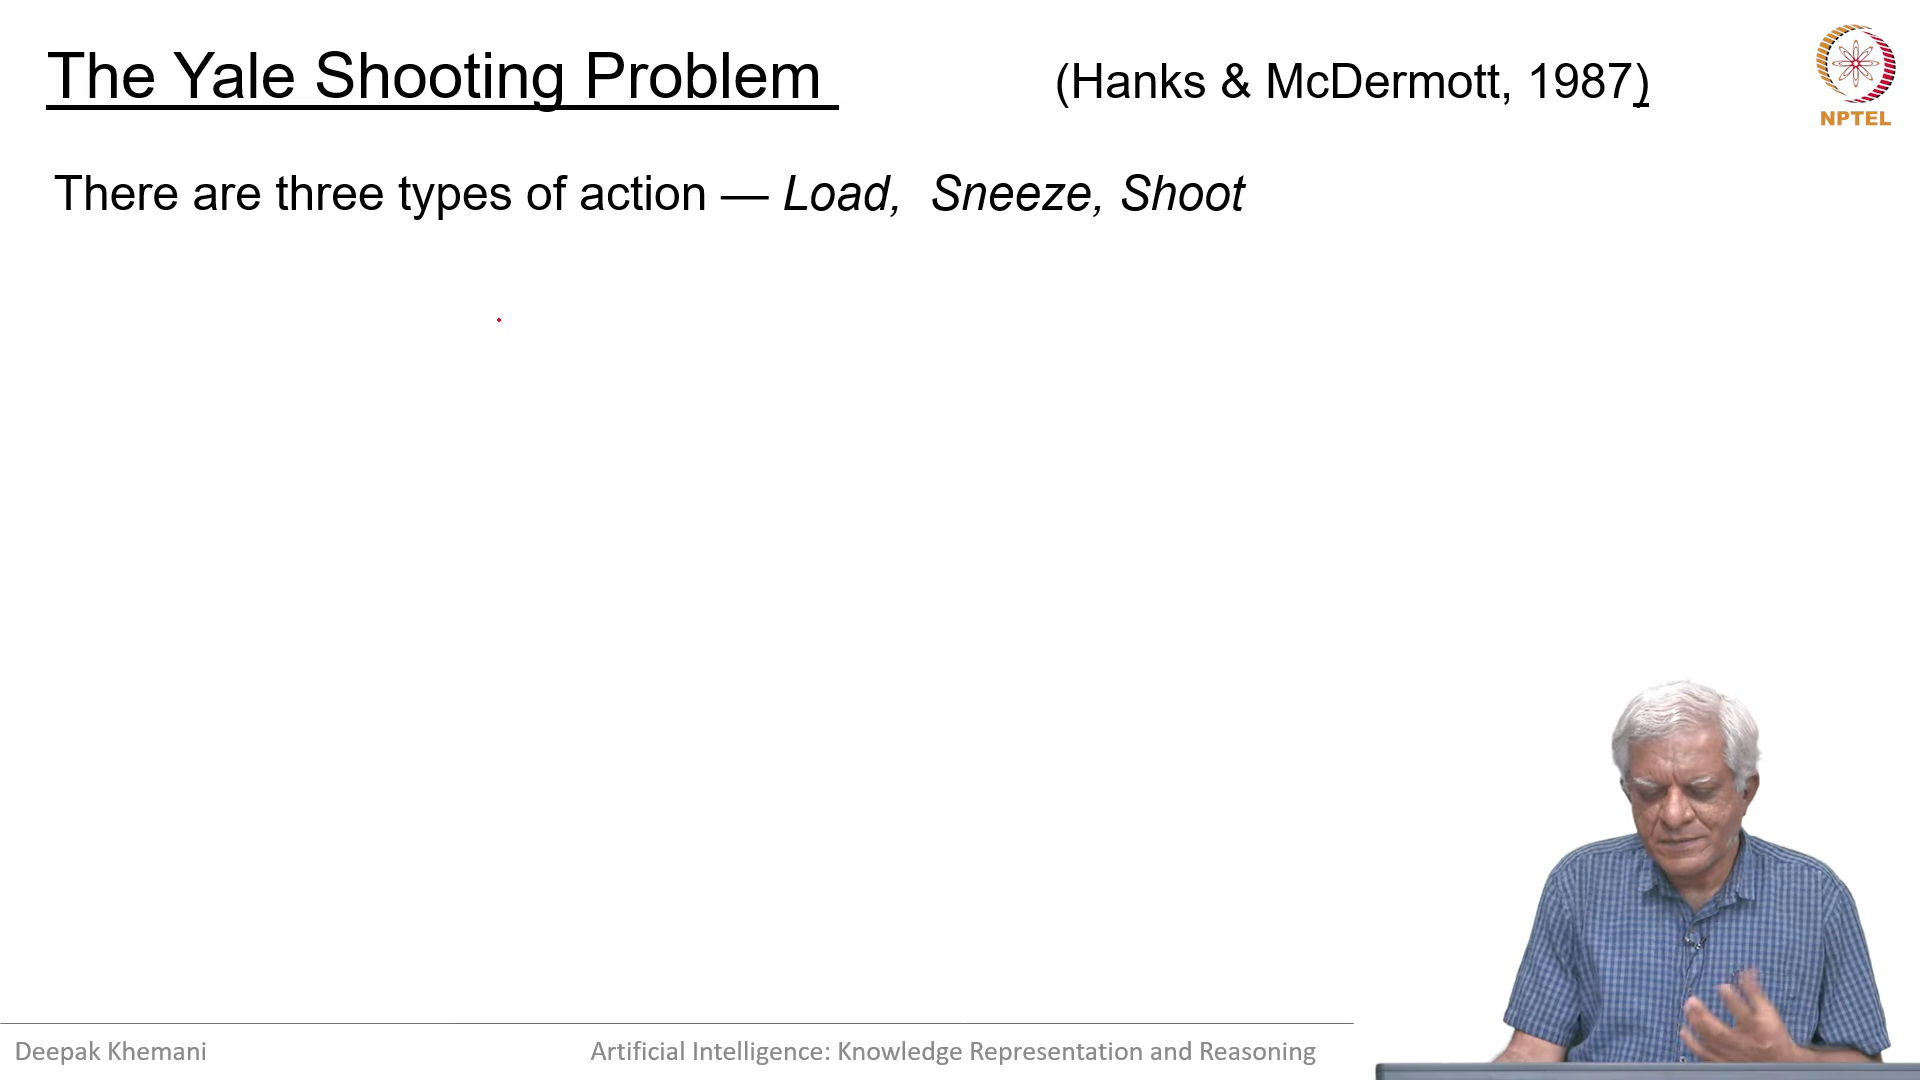 The Yale Shooting Problem (Hanks & McDermott, 1987)
NPTEL
There are three types of action — Load, Sneeze, Shoot
Deepak Khemani Artificial Intelligence: Knowledge Representation and Reasoning